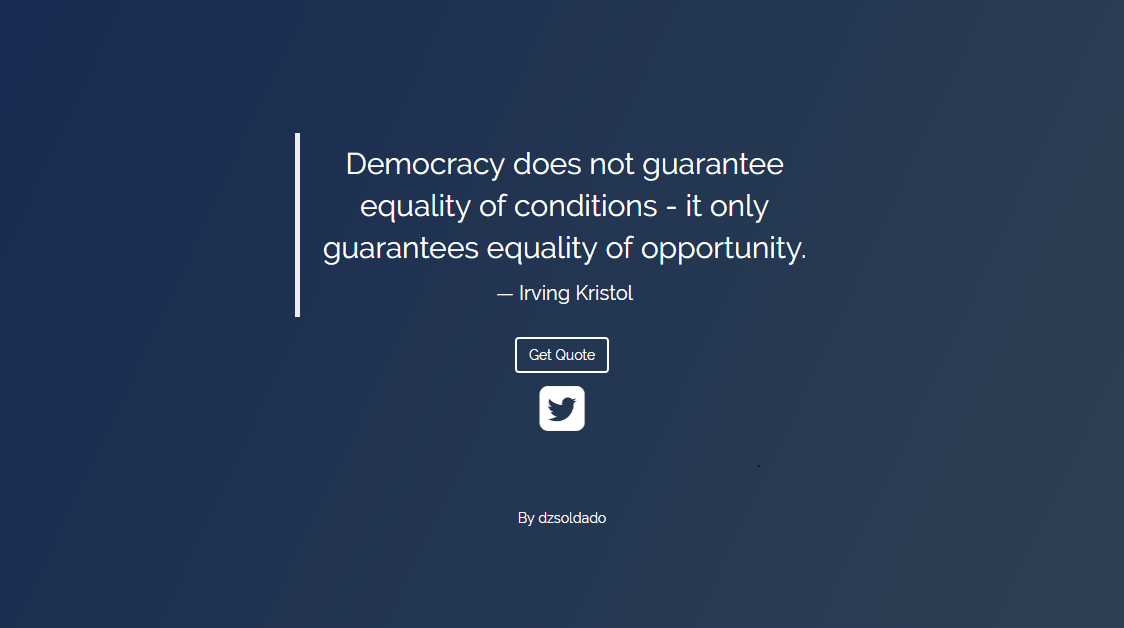 Democracy does not guarantee
equality of conditions - it only
guarantees equality of opportunity.
— Irving Kristol
Get Quote
By dzsoldado